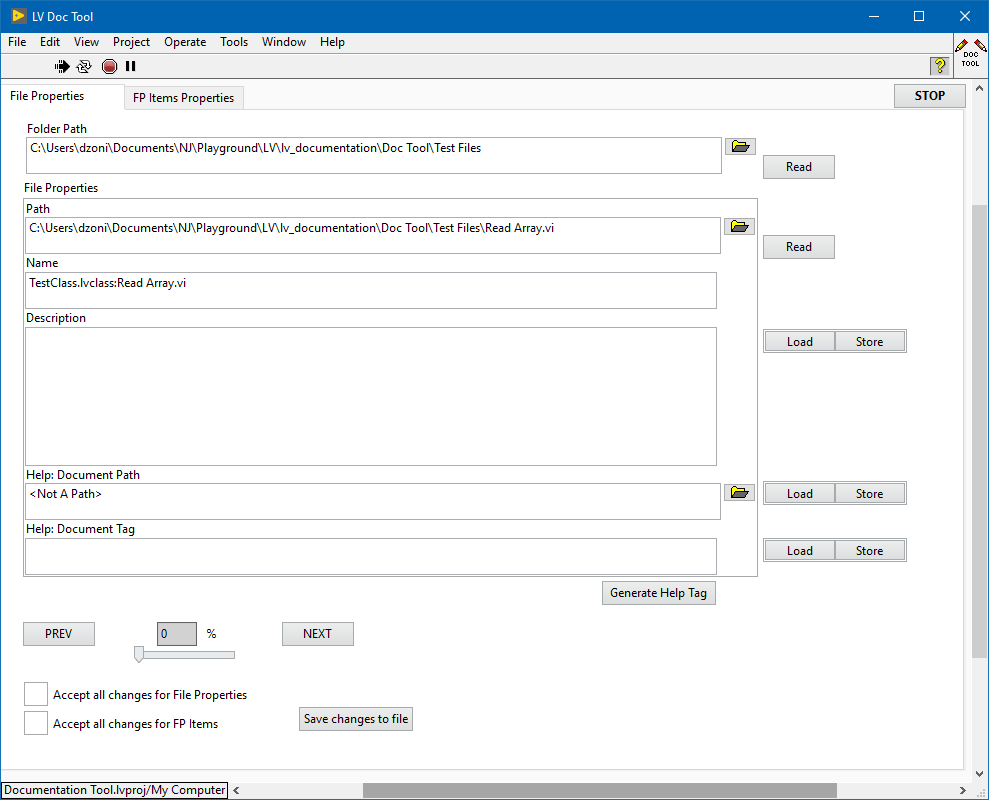 LV Doc Tool
File Edit View Project Operate Tools Window Help
?
DOC
TOOL
File Properties FP Items Properties STOP
Folder Path
C:\Users\dzoni\Documents\NJ\Playground\LV\lv_documentation\Doc Tool\Test Files
Read
File Properties
Path
C:\Users\dzoni\Documents\NJ\Playground\LV\lv_documentation\Doc Tool\Test Files\Read Array.vi
Read
Name
TestClass.lvclass:Read Array.vi
Description
Load Store
Help: Document Path
<Not A Path>
Load Store
Help: Document Tag
Load Store
Generate Help Tag
PREV 0 % NEXT
Accept all changes for File Properties
Accept all changes for FP Items
Save changes to file
Documentation Tool.lvproj/My Computer